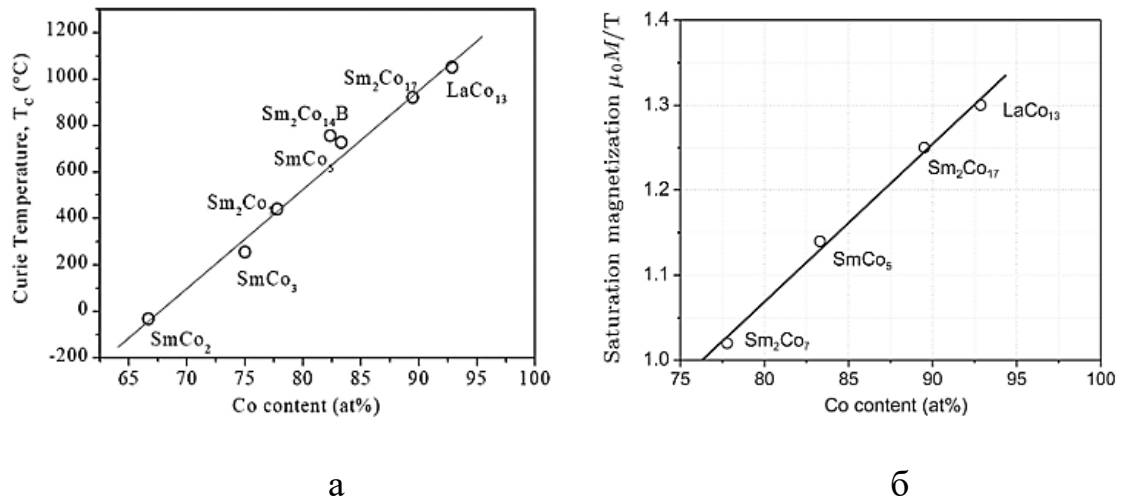 1200
1000
800
600
400
200
0
-200
Curie Temperature, T_c (°C)
Sm₂Co₁₇
LaCo₁₃
Sm₂Co₁₄B
SmCo₅
Sm₂Co₇
SmCo₃
SmCo₂
65 70 75 80 85 90 95 100
Co content (at%)
а
1.4
1.3
1.2
1.1
1.0
Saturation magnetization μ₀M/T
LaCo₁₃
Sm₂Co₁₇
SmCo₅
Sm₂Co₇
75 80 85 90 95 100
Co content (at%)
б